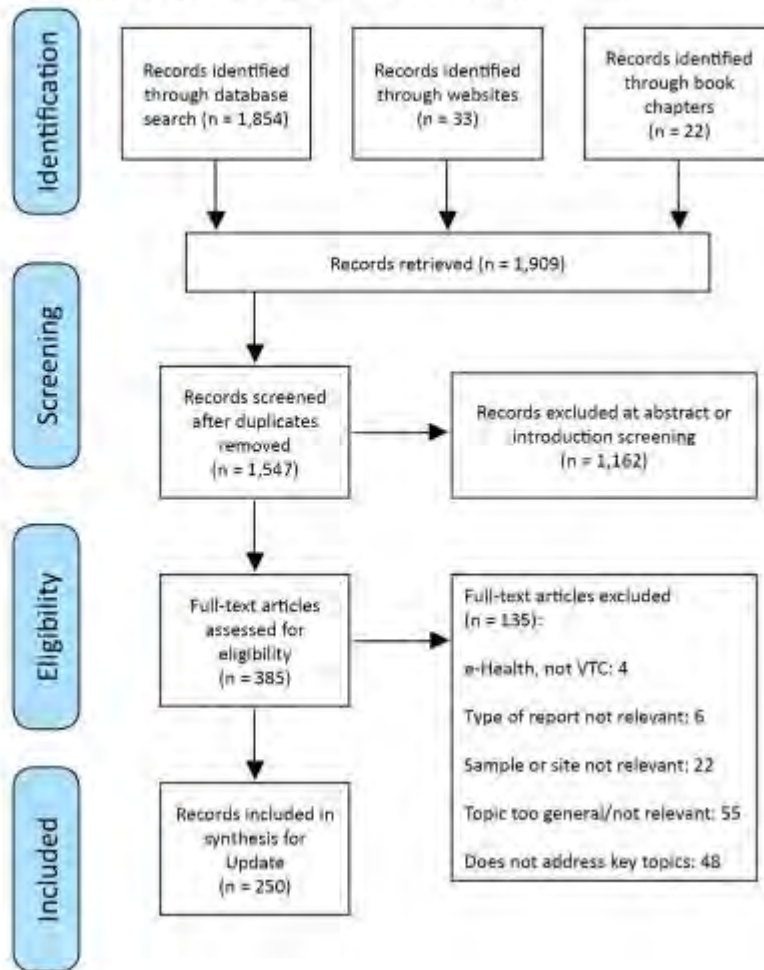 Identification
Records identified
through database
search (n = 1,854)
Records identified
through websites
(n = 33)
Records identified
through book
chapters
(n = 22)
Records retrieved (n = 1,909)
Screening
Records screened
after duplicates
removed
(n = 1,547)
Records excluded at abstract or
introduction screening
(n = 1,162)
Eligibility
Full-text articles
assessed for
eligibility
(n = 385)
Full-text articles excluded
(n = 135):
e-Health, not VTC: 4
Type of report not relevant: 6
Sample or site not relevant: 22
Topic too general/not relevant: 55
Does not address key topics: 48
Included
Records included in
synthesis for
Update
(n = 250)